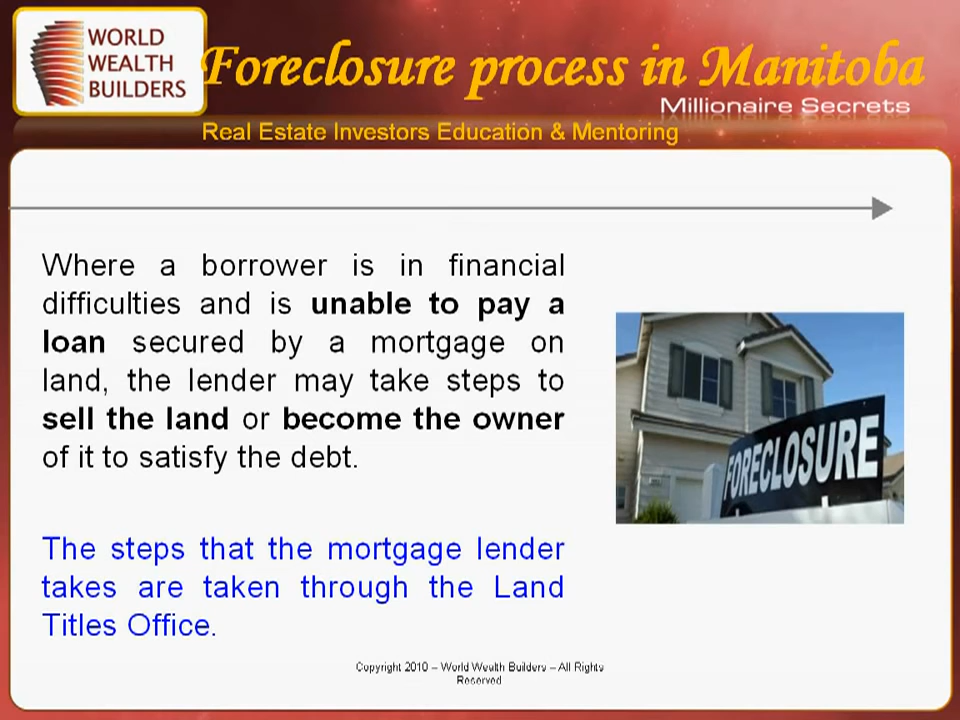 WORLD
WEALTH
BUILDERS
Foreclosure process in Manitoba
Millionaire Secrets
Real Estate Investors Education & Mentoring
Where a borrower is in financial
difficulties and is unable to pay a
loan secured by a mortgage on
land, the lender may take steps to
sell the land or become the owner
of it to satisfy the debt.
FORECLOSURE
The steps that the mortgage lender
takes are taken through the Land
Titles Office.
Copyright 2010 – World Wealth Builders – All Rights
Reserved